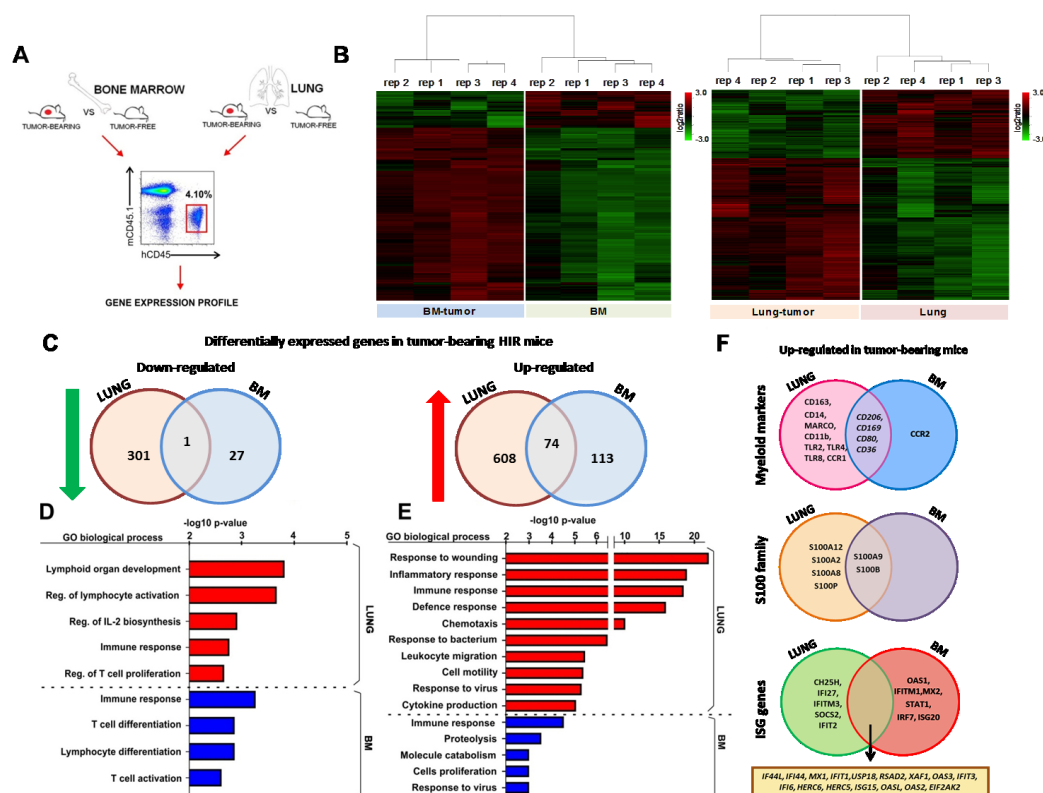 A
BONE MARROW
LUNG
VS
VS
TUMOR-BEARING
TUMOR-FREE
TUMOR-BEARING
TUMOR-FREE
4.10%
mCD45.1
hCD45
GENE EXPRESSION PROFILE
B
rep 2 rep 1 rep 3 rep 4
rep 2 rep 1 rep 3 rep 4
3.0
log2ratio
-3.0
BM-tumor
BM
rep 4 rep 2 rep 1 rep 3
rep 2 rep 4 rep 1 rep 3
3.0
log2ratio
-3.0
Lung-tumor
Lung
C
Differentially expressed genes in tumor-bearing HIR mice
Down-regulated
LUNG
BM
301
1
27
Up-regulated
LUNG
BM
608
74
113
D
-log10 p-value
GO biological process
2 3 4 5
Lymphoid organ development
Reg. of lymphocyte activation
Reg. of IL-2 biosynthesis
Immune response
Reg. of T cell proliferation
LUNG
Immune response
T cell differentiation
Lymphocyte differentiation
T cell activation
BM
E
-log10 p-value
GO biological process
2 3 4 5 6 10 20
Response to wounding
Inflammatory response
Immune response
Defence response
Chemotaxis
Response to bacterium
Leukocyte migration
Cell motility
Response to virus
Cytokine production
LUNG
Immune response
Proteolysis
Molecule catabolism
Cells proliferation
Response to virus
BM
F
Up-regulated in tumor-bearing mice
Myeloid markers
LUNG
BM
CD163,
CD14,
MARCO,
CD11b,
TLR2, TLR4,
TLR8, CCR1
CD206,
CD169
CD80,
CD36
CCR2
S100 family
LUNG
BM
S100A12
S100A2
S100A8
S100P
S100A9
S100B
ISG genes
LUNG
BM
CH25H,
IFI27,
IFITM3,
SOCS2,
IFIT2
OAS1,
IFITM1,MX2,
STAT1,
IRF7, ISG20
IF44L, IFI44, MX1, IFIT1,USP18, RSAD2, XAF1, OAS3, IFIT3,
IFI6, HERC6, HERC5, ISG15, OASL, OAS2, EIF2AK2